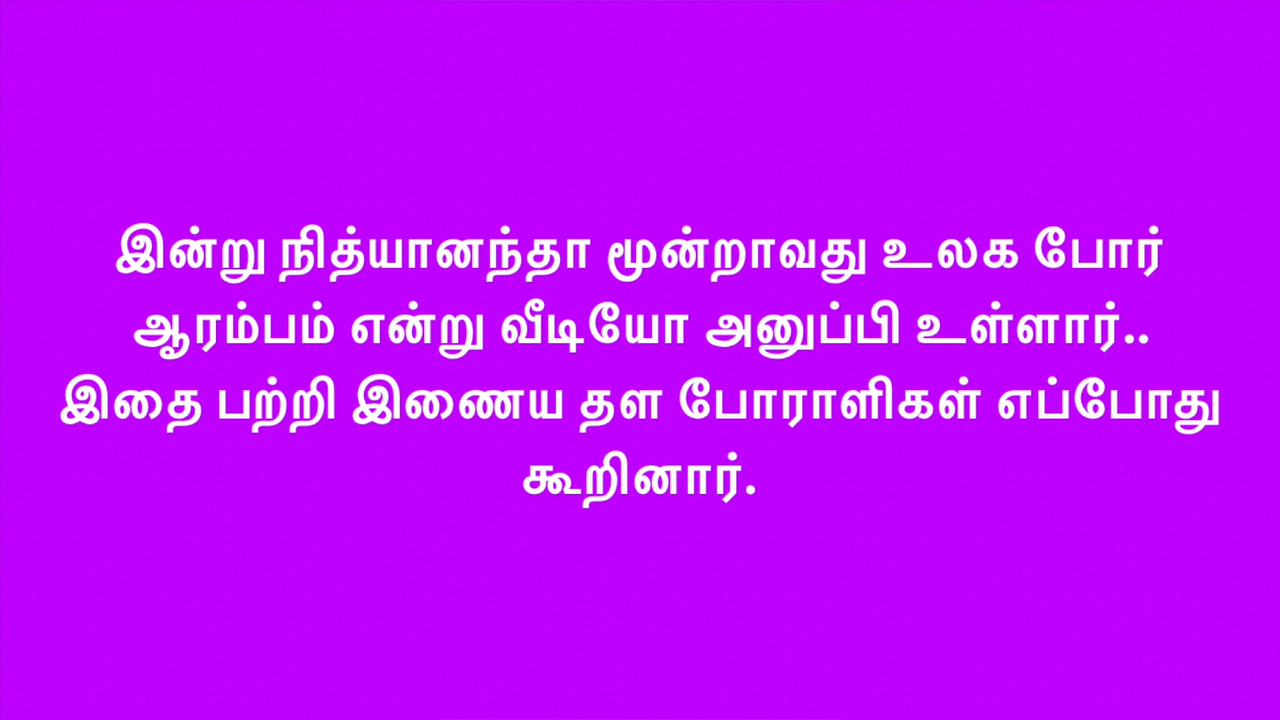 இன்று நித்யானந்தா மூன்றாவது உலக போர்
ஆரம்பம் என்று வீடியோ அனுப்பி உள்ளார்..
இதை பற்றி இணைய தள போராளிகள் எப்போது
கூறினார்.